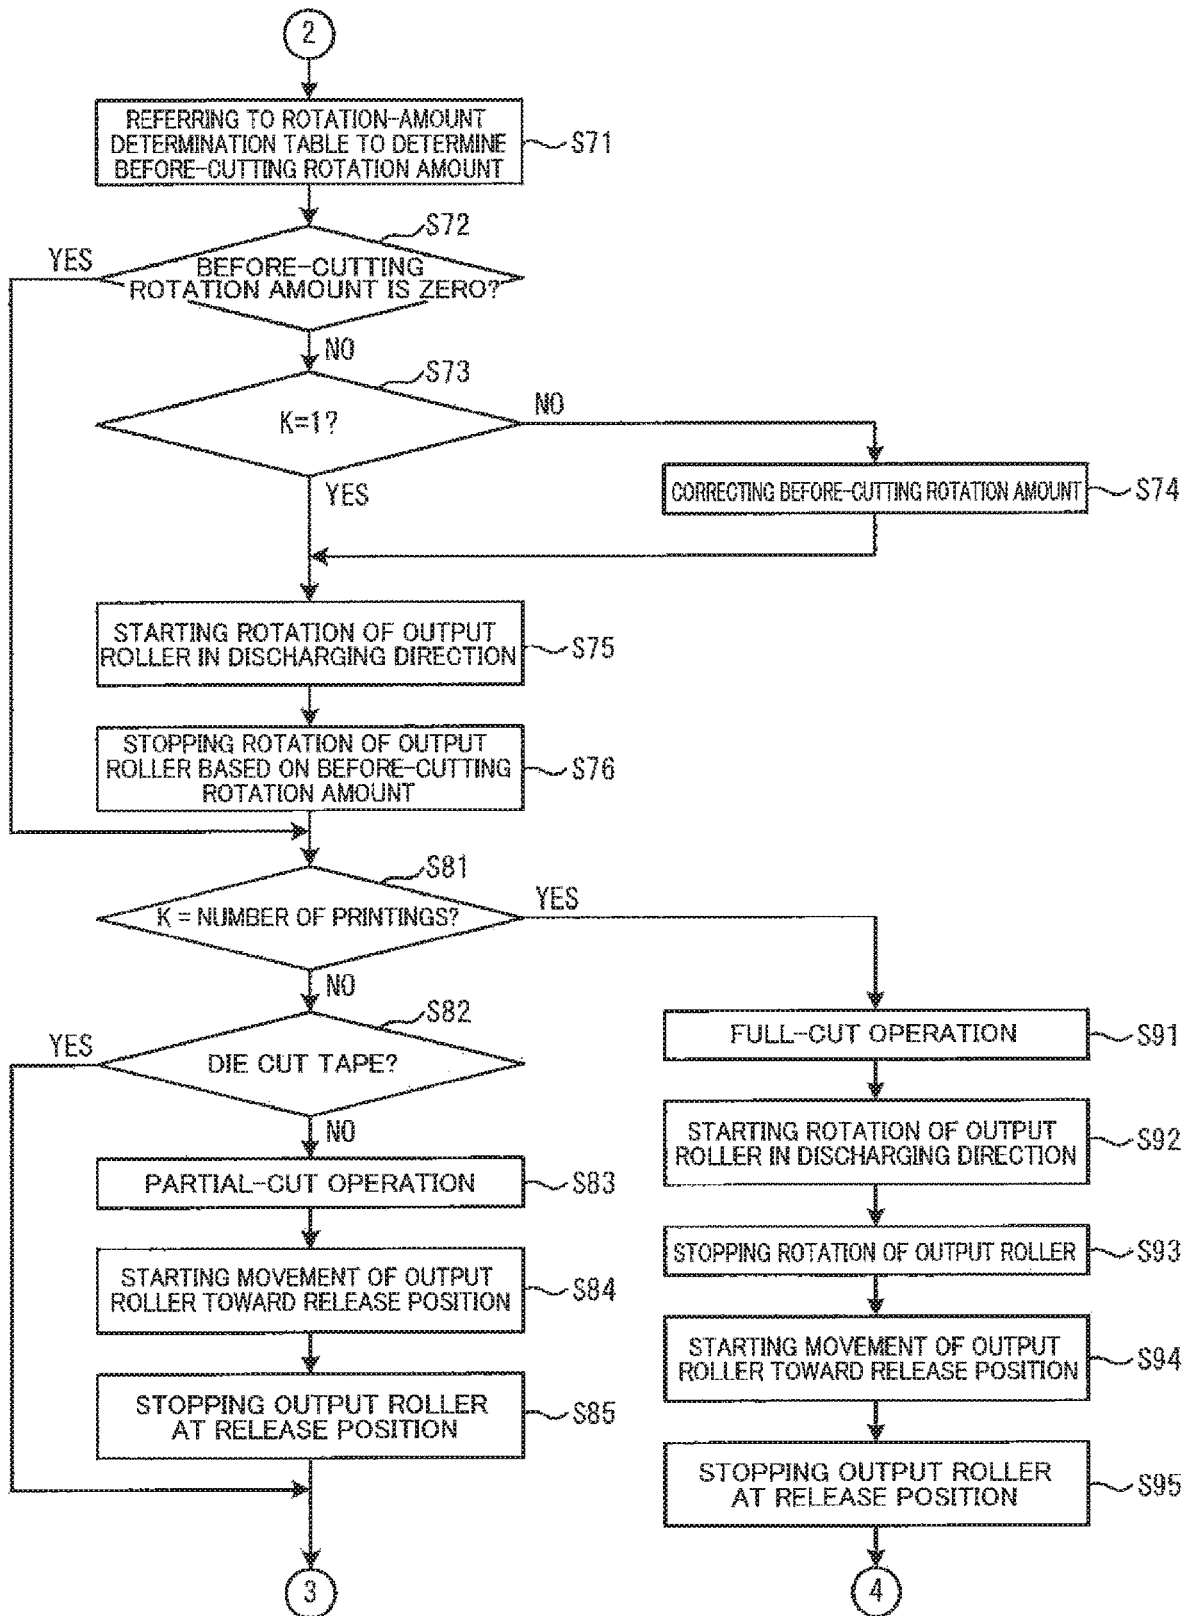 2
REFERRING TO ROTATION-AMOUNT
DETERMINATION TABLE TO DETERMINE
BEFORE-CUTTING ROTATION AMOUNT
S71
S72
YES
BEFORE-CUTTING
ROTATION AMOUNT IS ZERO?
NO
S73
K=1?
NO
YES
CORRECTING BEFORE-CUTTING ROTATION AMOUNT
S74
STARTING ROTATION OF OUTPUT
ROLLER IN DISCHARGING DIRECTION
S75
STOPPING ROTATION OF OUTPUT
ROLLER BASED ON BEFORE-CUTTING
ROTATION AMOUNT
S76
S81
K = NUMBER OF PRINTINGS?
YES
NO
S82
YES
DIE CUT TAPE?
NO
PARTIAL-CUT OPERATION
S83
STARTING MOVEMENT OF OUTPUT
ROLLER TOWARD RELEASE POSITION
S84
STOPPING OUTPUT ROLLER
AT RELEASE POSITION
S85
3
FULL-CUT OPERATION
S91
STARTING ROTATION OF OUTPUT
ROLLER IN DISCHARGING DIRECTION
S92
STOPPING ROTATION OF OUTPUT ROLLER
S93
STARTING MOVEMENT OF OUTPUT
ROLLER TOWARD RELEASE POSITION
S94
STOPPING OUTPUT ROLLER
AT RELEASE POSITION
S95
4